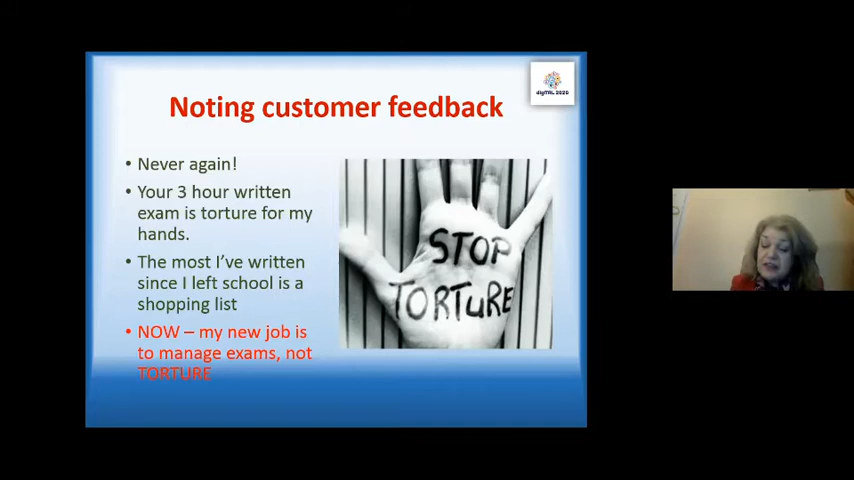 Noting customer feedback
digiTAL 2020
• Never again!
• Your 3 hour written
exam is torture for my
hands.
• The most I've written
since I left school is a
shopping list
• NOW – my new job is
to manage exams, not
TORTURE
STOP
TORTURE